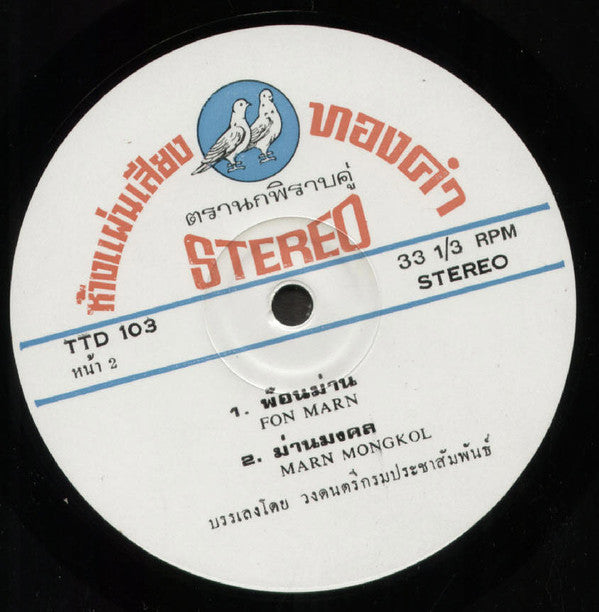 ห้างแผ่นเสียง ทองคำ
ตรานกพิราบคู่
STEREO
33 1/3 RPM
STEREO
TTD 103
หน้า 2
1. ฟ้อนม่าน
FON MARN
2. ม่านมงคล
MARN MONGKOL
บรรเลงโดย วงดนตรีกรมประชาสัมพันธ์